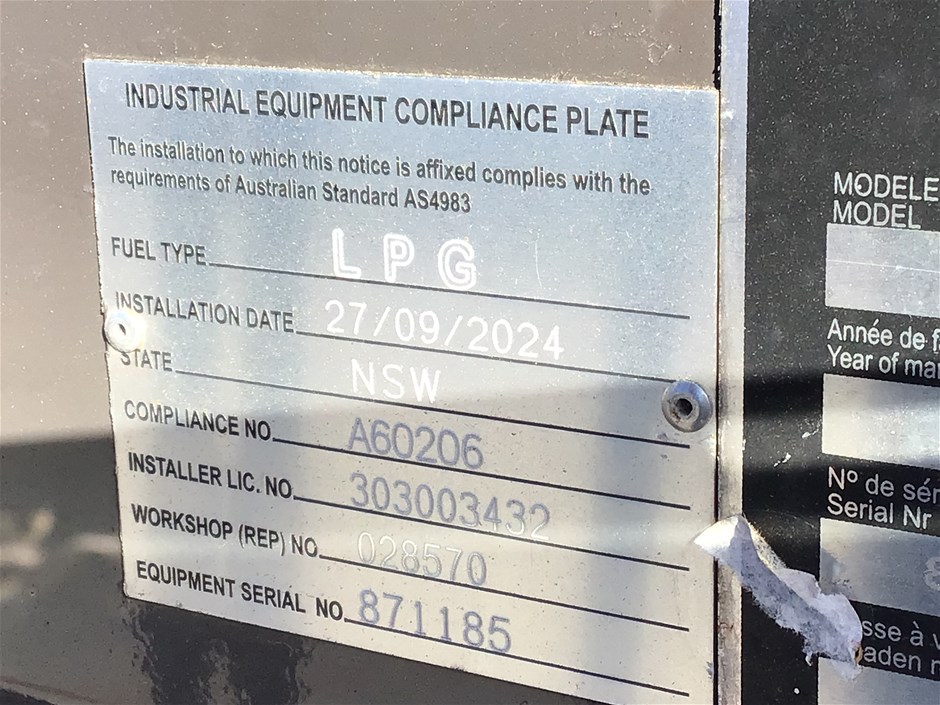 INDUSTRIAL EQUIPMENT COMPLIANCE PLATE
The installation to which this notice is affixed complies with the
requirements of Australian Standard AS4983
FUEL TYPE LPG
INSTALLATION DATE 27/09/2024
STATE NSW
COMPLIANCE NO. A60206
INSTALLER LIC. NO. 303003432
WORKSHOP (REP) NO. 028570
EQUIPMENT SERIAL NO. 871185
MODELE
MODEL
Année de
Year of
Nº de
Serial Nr
à